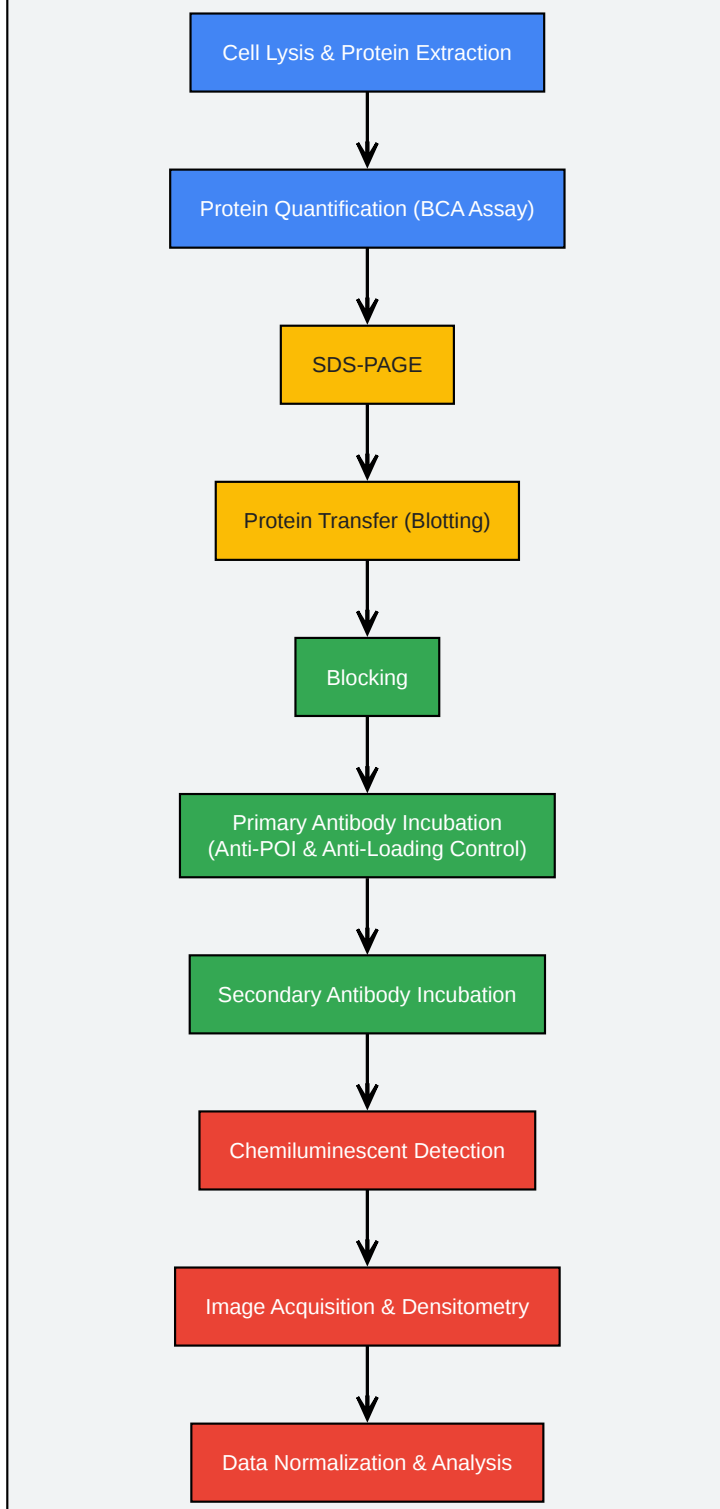 Cell Lysis & Protein Extraction
Protein Quantification (BCA Assay)
SDS-PAGE
Protein Transfer (Blotting)
Blocking
Primary Antibody Incubation
(Anti-POI & Anti-Loading Control)
Secondary Antibody Incubation
Chemiluminescent Detection
Image Acquisition & Densitometry
Data Normalization & Analysis